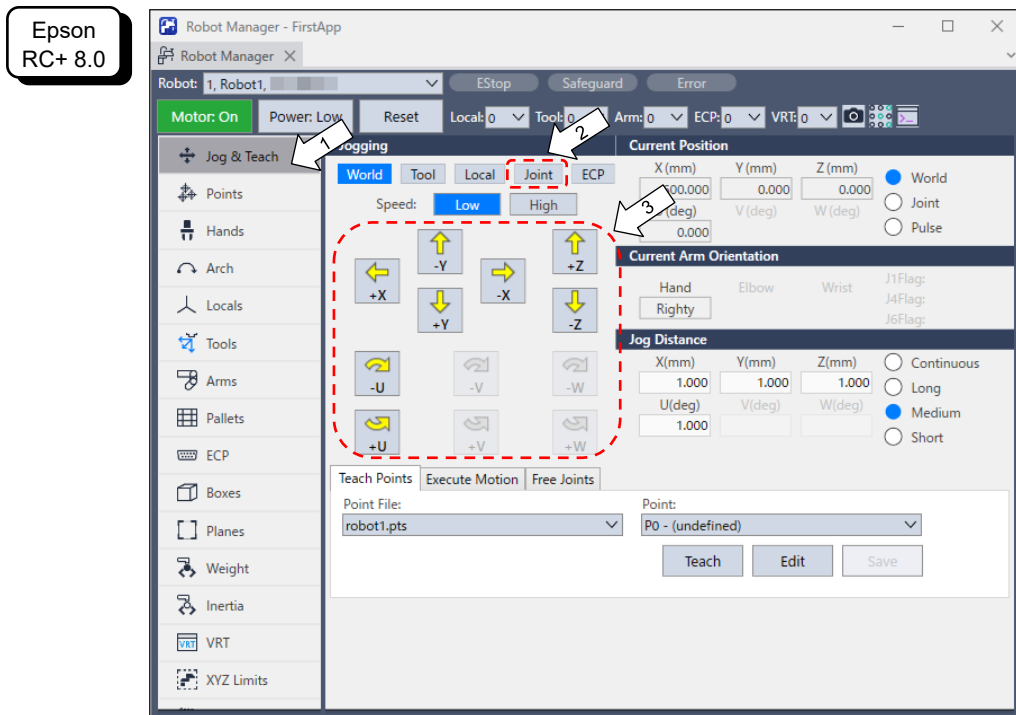 Epson
RC+ 8.0
Robot Manager - FirstApp
Robot Manager
Robot: 1, Robot1, EStop Safeguard Error
Motor: On Power: Low Reset Local: 0 Tool: 0 Arm: 0 ECP: 0 VRT: 0
Jog & Teach
Points
Hands
Arch
Locals
Tools
Arms
Pallets
ECP
Boxes
Planes
Weight
Inertia
VRT
VRT
XYZ Limits
1
2
3
Jogging
World Tool Local Joint ECP
Speed: Low High
-Y +Z
+X -X
+Y -Z
-U -V -W
+U +V +W
Current Position
X (mm) Y (mm) Z (mm)
0.000 0.000
(deg) V (deg) W (deg)
0.000
World
Joint
Pulse
Current Arm Orientation
Hand Elbow Wrist
Righty
J1Flag:
J4Flag:
J6Flag:
Jog Distance
X(mm) Y(mm) Z(mm)
1.000 1.000 1.000
U(deg) V(deg) W(deg)
1.000
Continuous
Long
Medium
Short
Teach Points Execute Motion Free Joints
Point File: Point:
robot1.pts P0 - (undefined)
Teach Edit Save